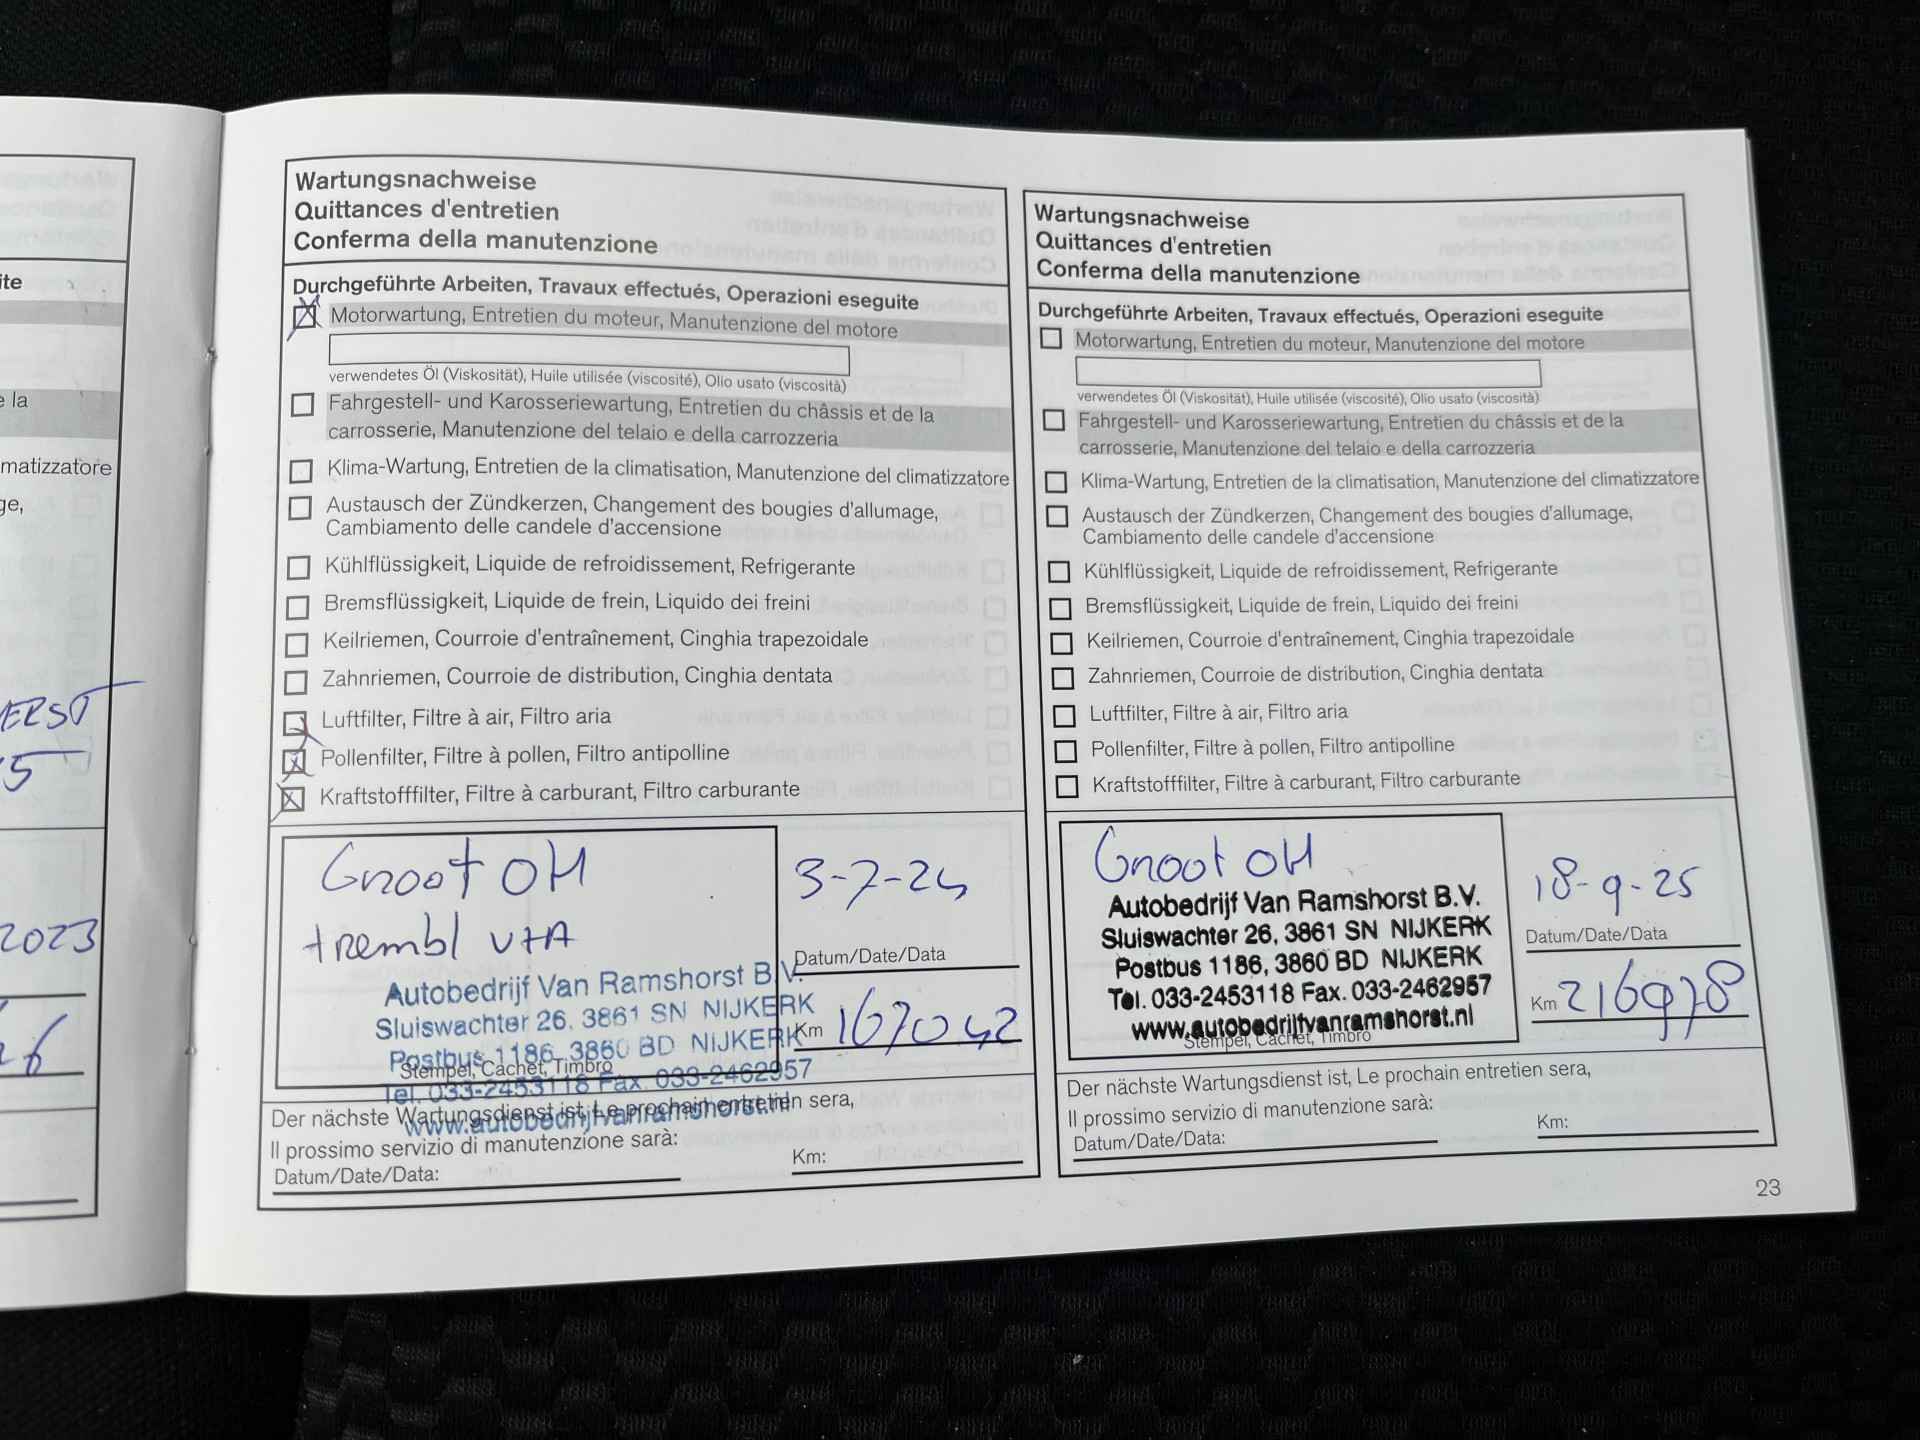 ite
e la
matizzatore
ge,
ERST
2023
Wartungsnachweise
Quittances d'entretien
Conferma della manutenzione
Durchgeführte Arbeiten, Travaux effectués, Operazioni eseguite
Motorwartung, Entretien du moteur, Manutenzione del motore
verwendetes Öl (Viskosität), Huile utilisée (viscosité), Olio usato (viscosità)
Fahrgestell- und Karosseriewartung, Entretien du châssis et de la
carrosserie, Manutenzione del telaio e della carrozzeria
Klima-Wartung, Entretien de la climatisation, Manutenzione del climatizzatore
Austausch der Zündkerzen, Changement des bougies d'allumage,
Cambiamento delle candele d'accensione
Kühlflüssigkeit, Liquide de refroidissement, Refrigerante
Bremsflüssigkeit, Liquide de frein, Liquido dei freini
Keilriemen, Courroie d'entraînement, Cinghia trapezoidale
Zahnriemen, Courroie de distribution, Cinghia dentata
Luftfilter, Filtre à air, Filtro aria
Pollenfilter, Filtre à pollen, Filtro antipolline
Kraftstofffilter, Filtre à carburant, Filtro carburante
Groot OH
trembl v+A
Autobedrijf Van Ramshorst B.V.
Sluiswachter 26, 3861 SN NIJKERK
Postbus 1186, 3860 BD NIJKERK
Stempel, Cachet, Timbro
Tel. 033-2453118 Fax. 033-2462957
www.autobedrijfvanramshorst.nl
3-7-24
Datum/Date/Data
Km 167042
Der nächste Wartungsdienst ist, Le prochain entretien sera,
Il prossimo servizio di manutenzione sarà:
Datum/Date/Data:
Km:
Wartungsnachweise
Quittances d'entretien
Conferma della manutenzione
Durchgeführte Arbeiten, Travaux effectués, Operazioni eseguite
Motorwartung, Entretien du moteur, Manutenzione del motore
verwendetes Öl (Viskosität), Huile utilisée (viscosité), Olio usato (viscosità)
Fahrgestell- und Karosseriewartung, Entretien du châssis et de la
carrosserie, Manutenzione del telaio e della carrozzeria
Klima-Wartung, Entretien de la climatisation, Manutenzione del climatizzatore
Austausch der Zündkerzen, Changement des bougies d'allumage,
Cambiamento delle candele d'accensione
Kühlflüssigkeit, Liquide de refroidissement, Refrigerante
Bremsflüssigkeit, Liquide de frein, Liquido dei freini
Keilriemen, Courroie d'entraînement, Cinghia trapezoidale
Zahnriemen, Courroie de distribution, Cinghia dentata
Luftfilter, Filtre à air, Filtro aria
Pollenfilter, Filtre à pollen, Filtro antipolline
Kraftstofffilter, Filtre à carburant, Filtro carburante
Groot OH
Autobedrijf Van Ramshorst B.V.
Sluiswachter 26, 3861 SN NIJKERK
Postbus 1186, 3860 BD NIJKERK
Tel. 033-2453118 Fax. 033-2462957
www.autobedrijfvanramshorst.nl
Stempel, Cachet, Timbro
18-9-25
Datum/Date/Data
Km 216978
Der nächste Wartungsdienst ist, Le prochain entretien sera,
Il prossimo servizio di manutenzione sarà:
Datum/Date/Data:
Km:
23